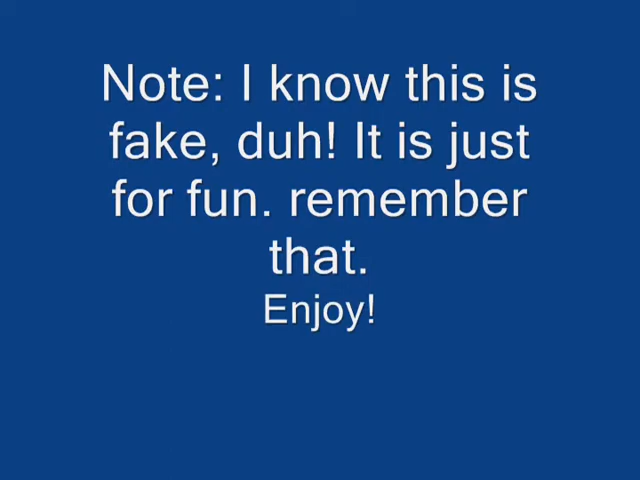 Note: I know this is
fake, duh! It is just
for fun. remember
that.
Enjoy!